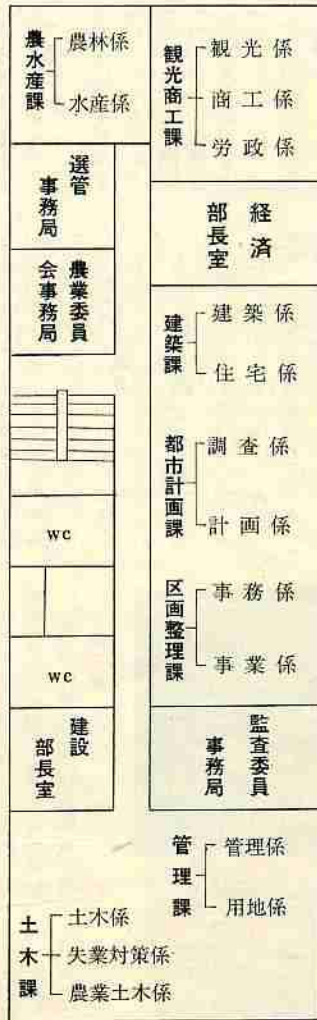 農水産課
農林係
水産係
観光商工課
観光係
商工係
労政係
選管
事務局
経済
部長室
農業委員
会事務局
建築課
建築係
住宅係
都市計画課
調査係
計画係
wc
区画整理課
事務係
事業係
wc
建設
部長室
監査委員
事務局
管理課
管理係
用地係
土木課
土木係
失業対策係
農業土木係